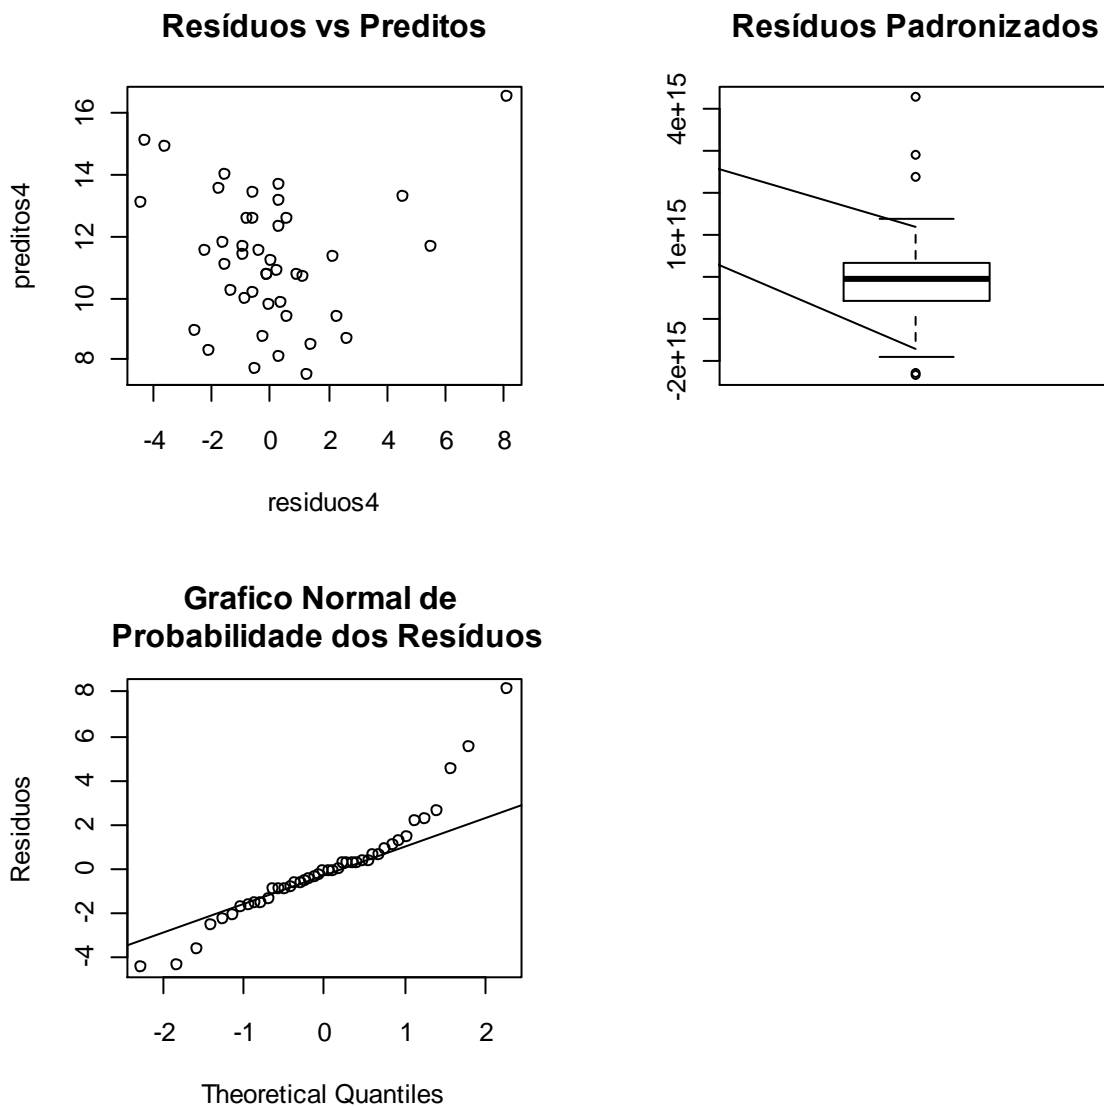 Resíduos vs Preditos
preditos4
16
14
12
10
8
-4 -2 0 2 4 6 8
residuos4
Resíduos Padronizados
4e+15
1e+15
-2e+15
Grafico Normal de
Probabilidade dos Resíduos
Residuos
8
6
4
2
0
-2
-4
-2 -1 0 1 2
Theoretical Quantiles